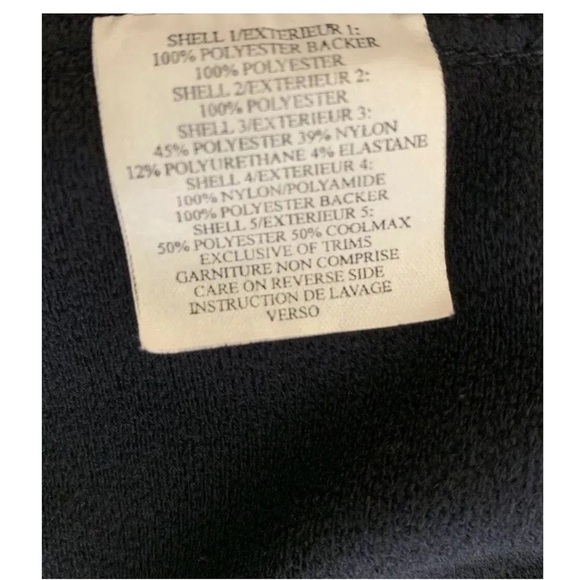 SHELL 1/EXTERIEUR 1:
100% POLYESTER BACKER
100% POLYESTER
SHELL 2/EXTERIEUR 2:
100% POLYESTER
SHELL 3/EXTERIEUR 3:
45% POLYESTER 39% NYLON
12% POLYURETHANE 4% ELASTANE
SHELL 4/EXTERIEUR 4:
100% NYLON/POLYAMIDE
100% POLYESTER BACKER
SHELL 5/EXTERIEUR 5:
50% POLYESTER 50% COOLMAX
EXCLUSIVE OF TRIMS
GARNITURE NON COMPRISE
CARE ON REVERSE SIDE
INSTRUCTION DE LAVAGE
VERSO